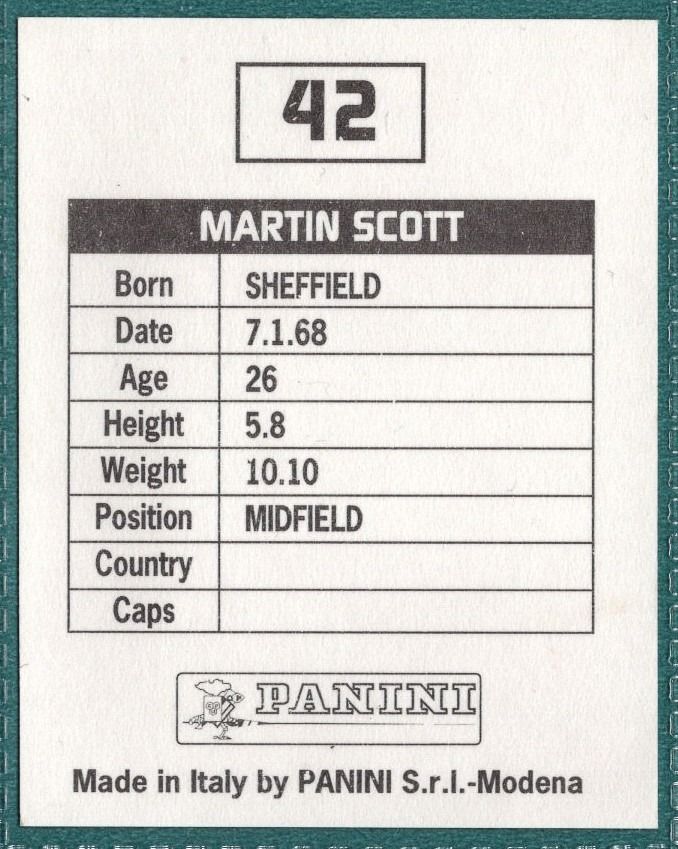 42
MARTIN SCOTT
Born SHEFFIELD
Date 7.1.68
Age 26
Height 5.8
Weight 10.10
Position MIDFIELD
Country
Caps
PANINI
Made in Italy by PANINI S.r.l.-Modena